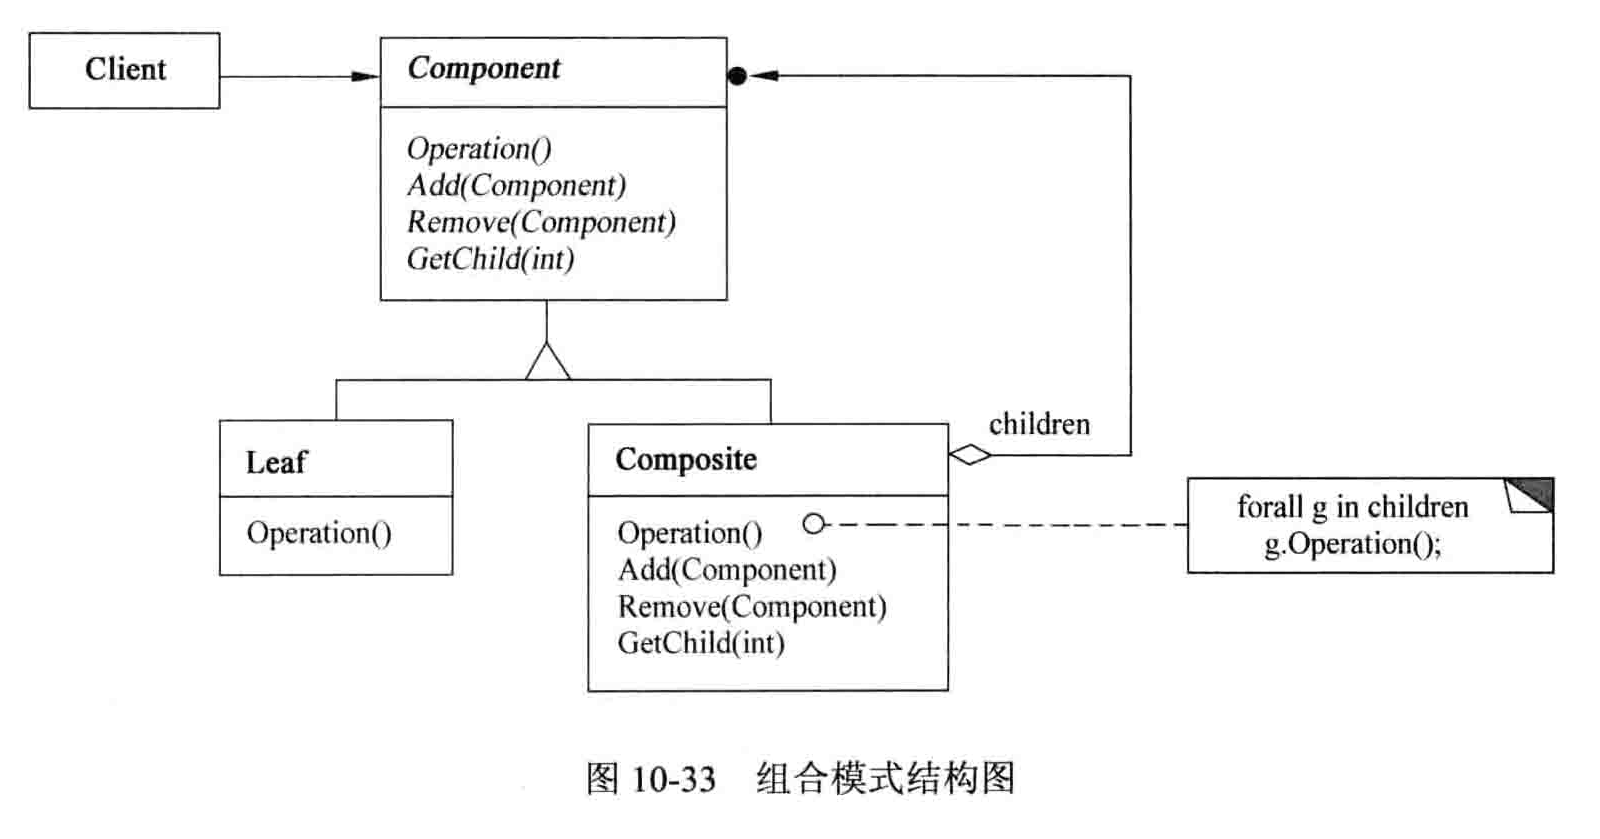 Client
Component
Operation()
Add(Component)
Remove(Component)
GetChild(int)
children
Leaf
Operation()
Composite
Operation()
Add(Component)
Remove(Component)
GetChild(int)
forall g in children
g.Operation();
图 10-33 组合模式结构图